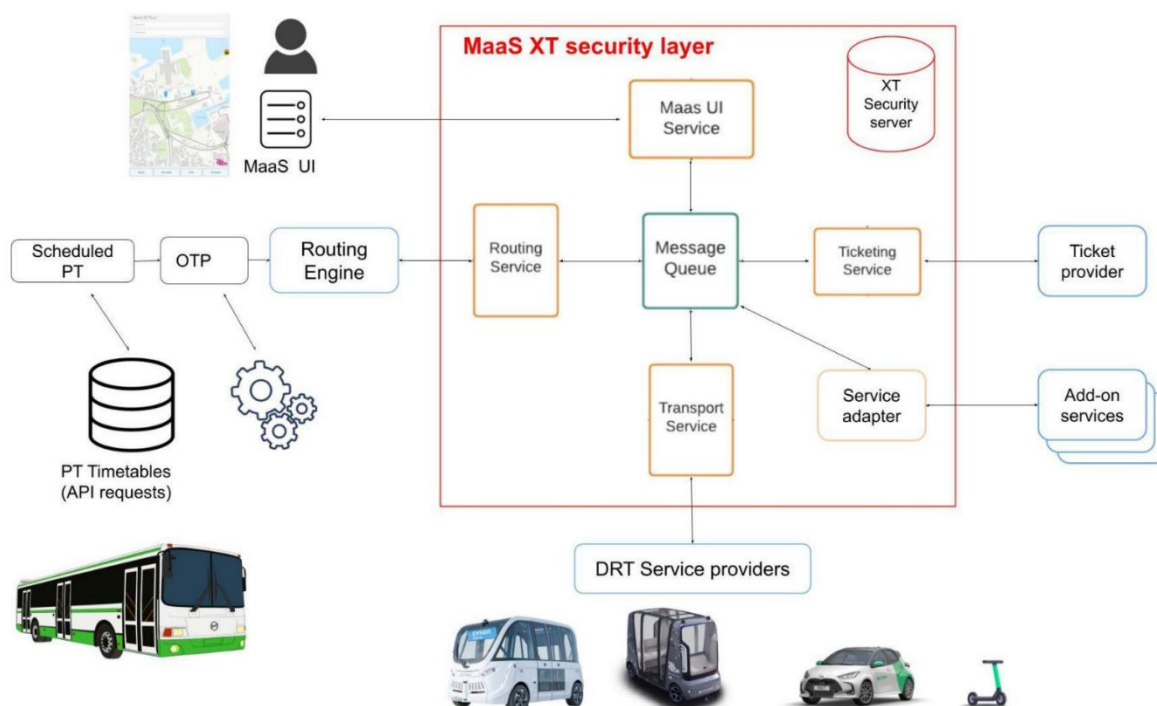 MaaS XT security layer
XT
Security
server
Maas UI
Service
MaaS UI
Scheduled
PT
OTP
Routing
Engine
Routing
Service
Message
Queue
Ticketing
Service
Ticket
provider
Transport
Service
Service
adapter
Add-on
services
PT Timetables
(API requests)
DRT Service providers